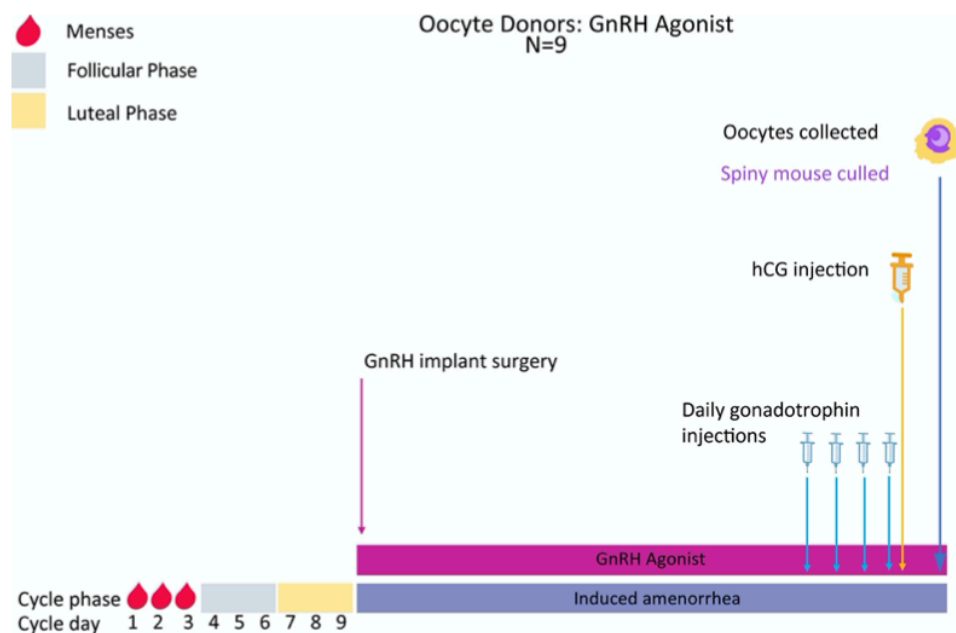 Oocyte Donors: GnRH Agonist
N=9
Menses
Follicular Phase
Luteal Phase
Oocytes collected
Spiny mouse culled
hCG injection
GnRH implant surgery
Daily gonadotrophin
injections
GnRH Agonist
Cycle phase
Induced amenorrhea
Cycle day 1 2 3 4 5 6 7 8 9